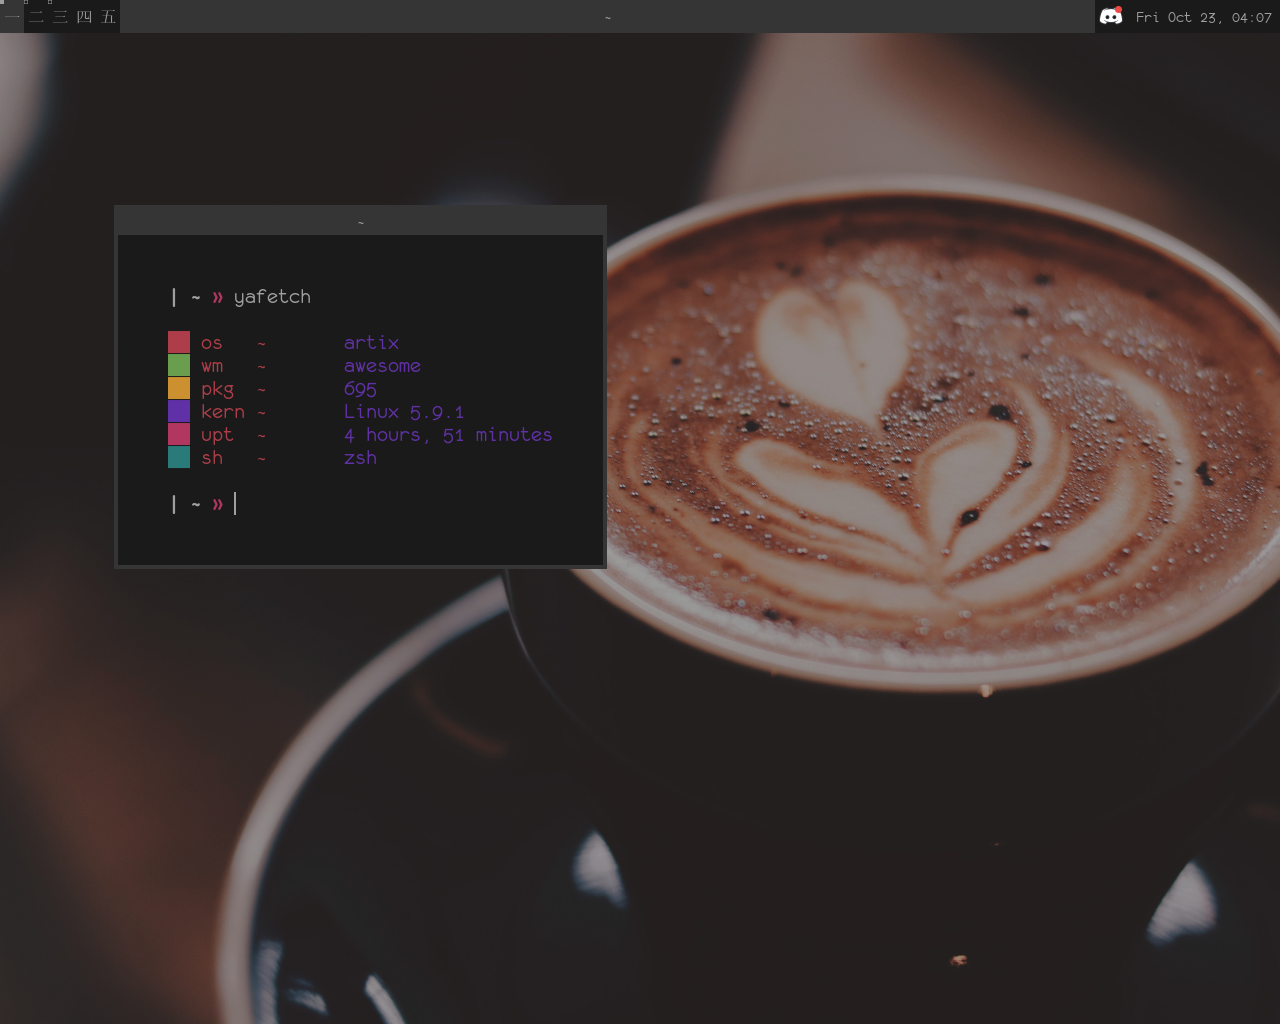 一 二 三 四 五 ~ Fri Oct 23, 04:07
~
| ~ » yafetch
os ~ artix
wm ~ awesome
pkg ~ 695
kern ~ Linux 5.9.1
upt ~ 4 hours, 51 minutes
sh ~ zsh
| ~ »